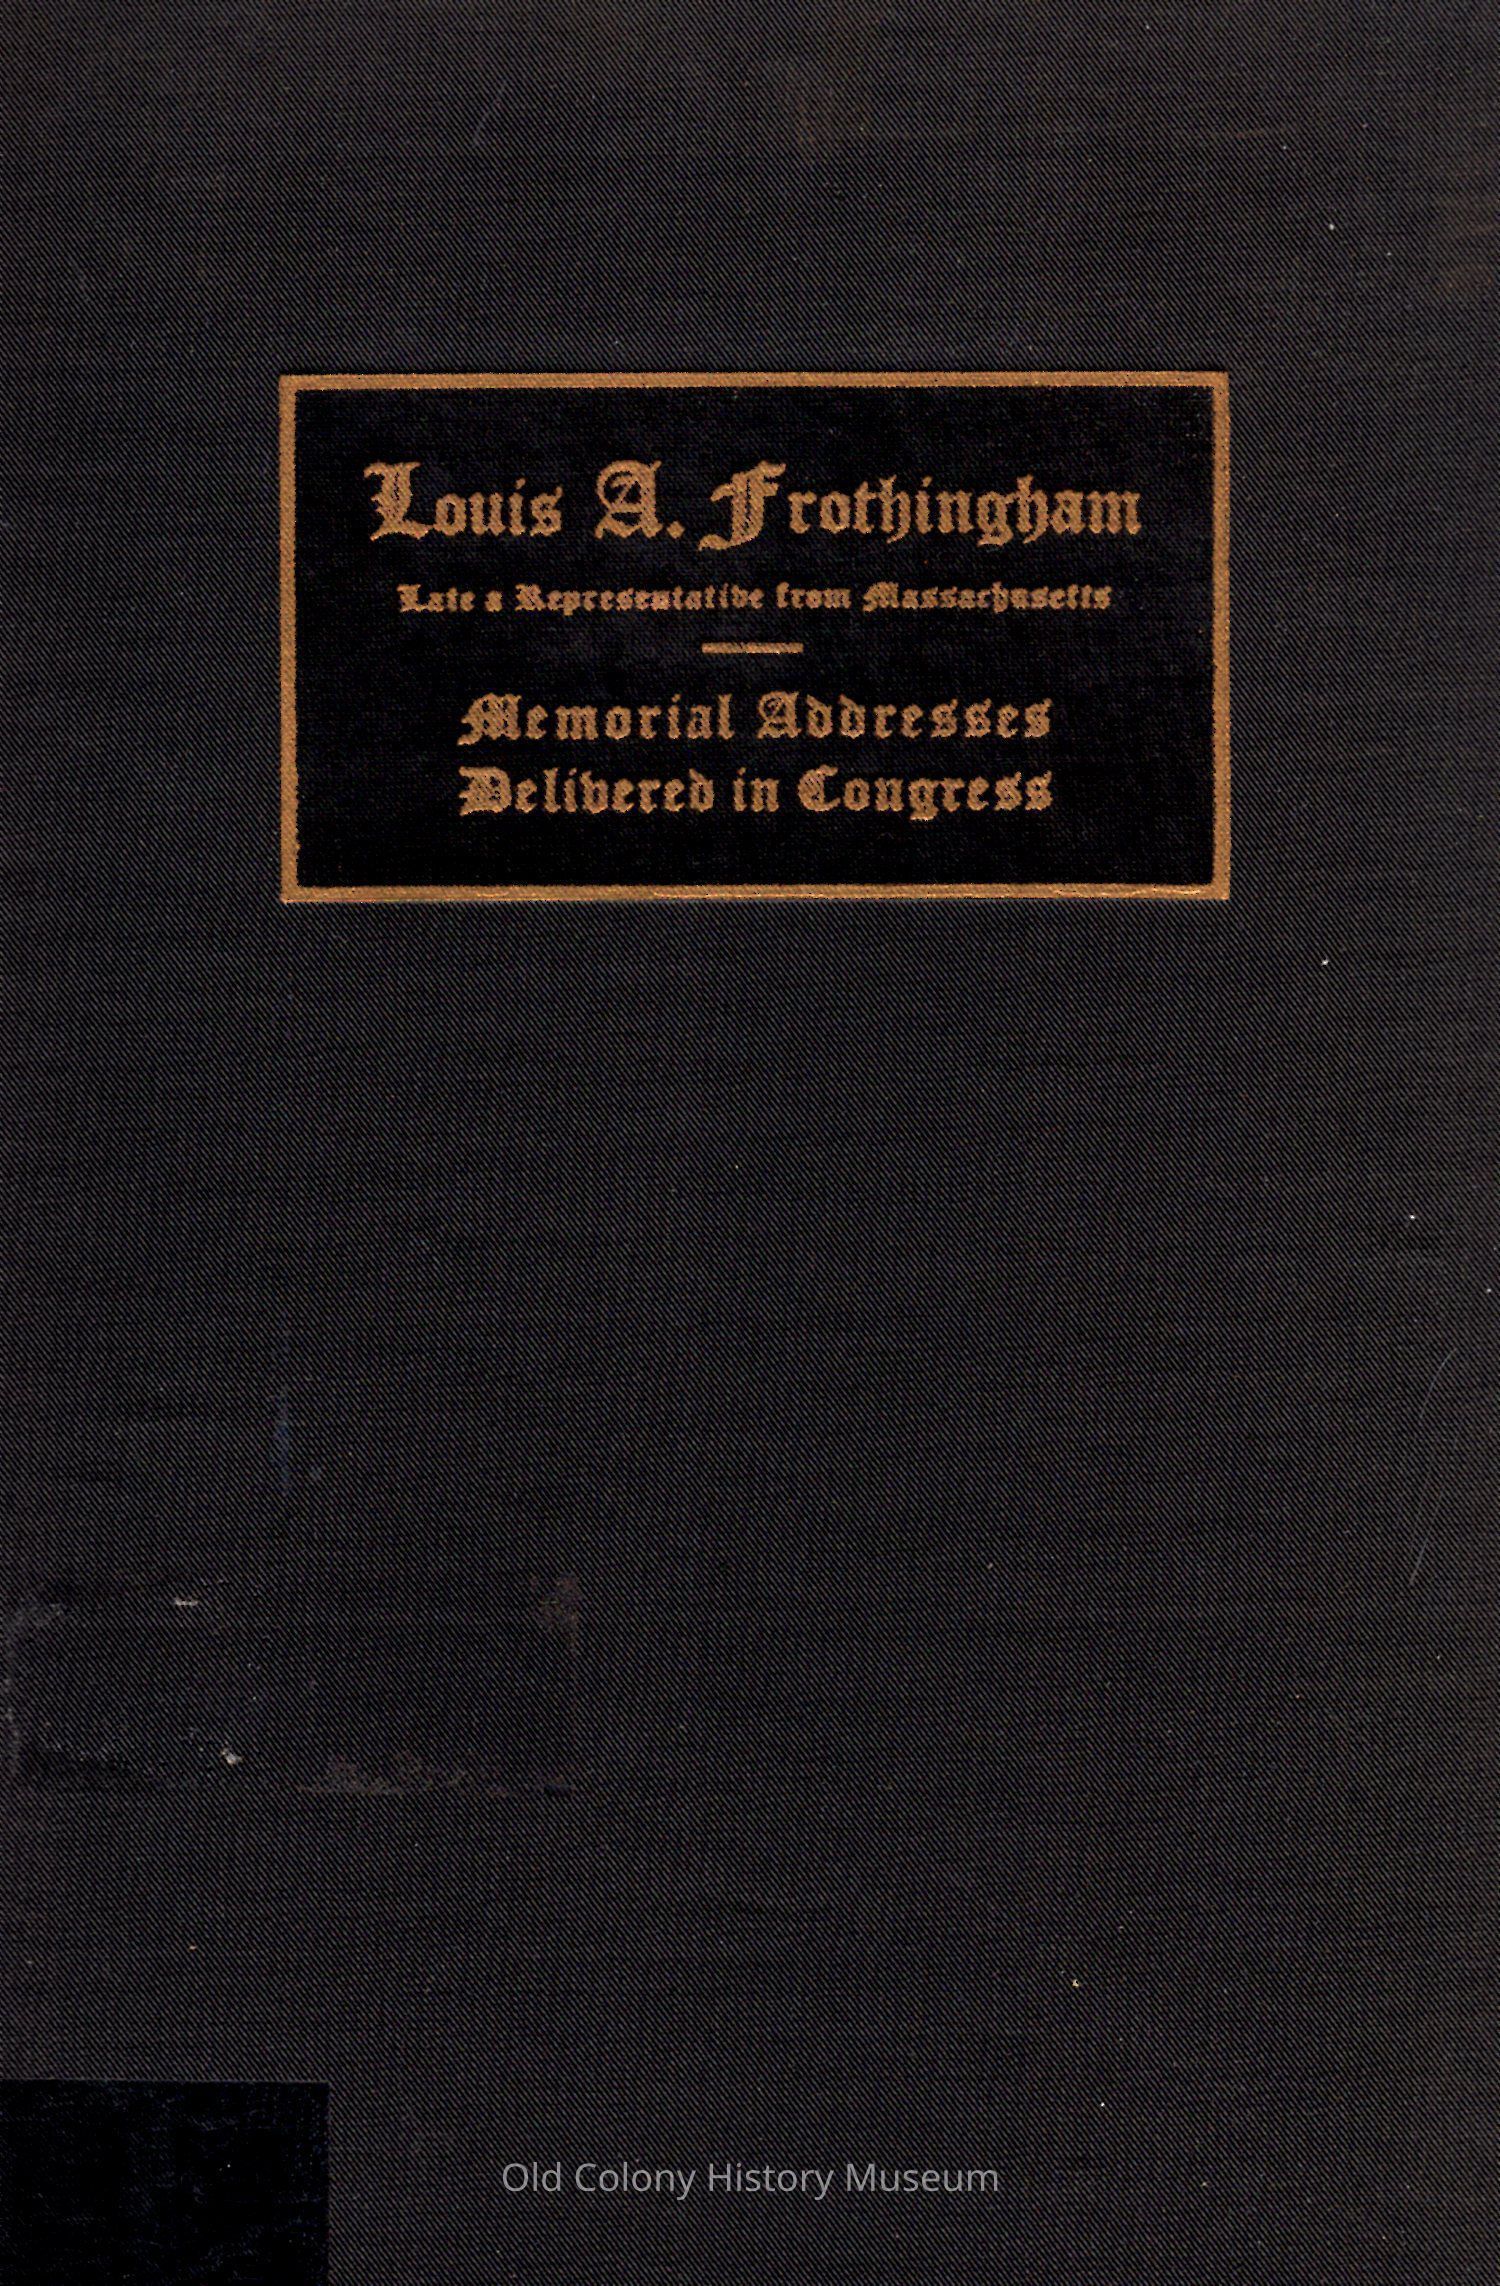 Louis A. Frothingham
Late a Representative from Massachusetts
Memorial Addresses
Delivered in Congress
Old Colony History Museum